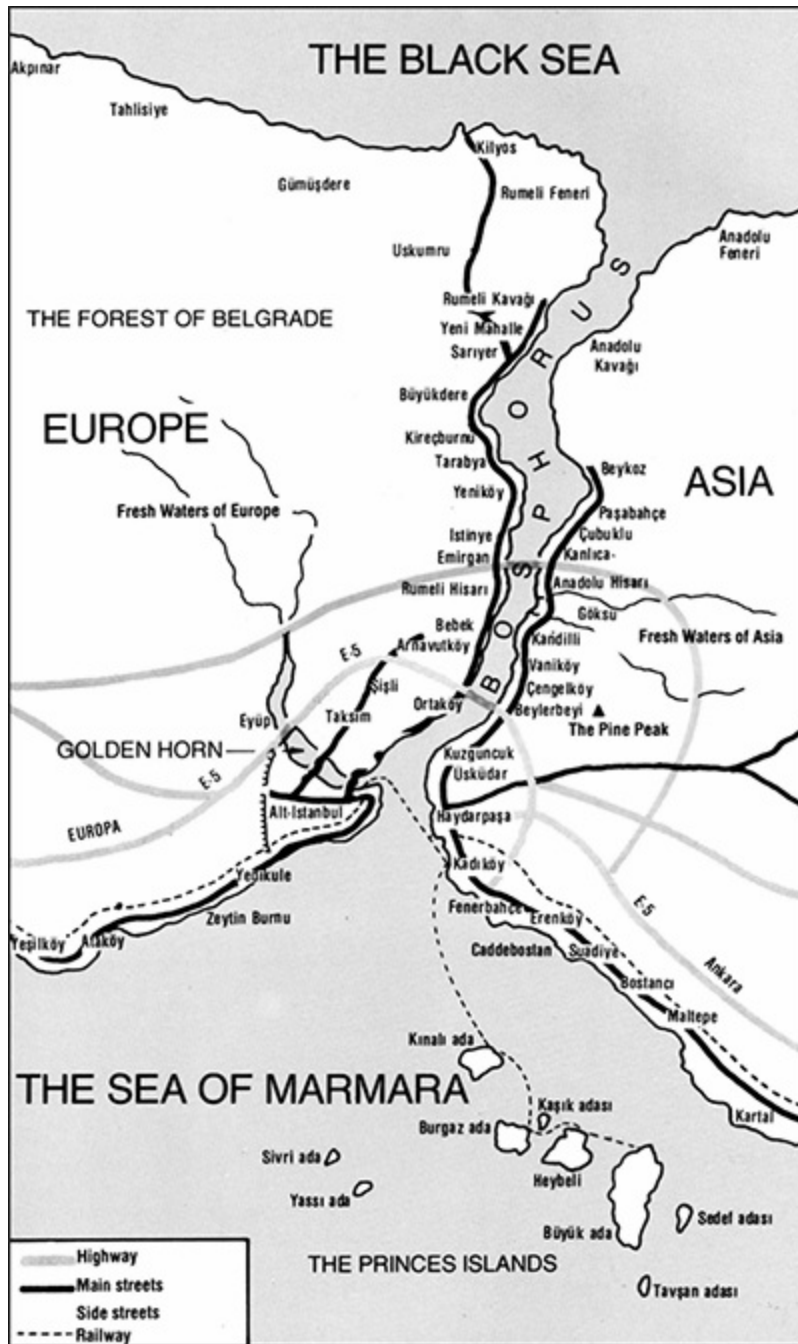 THE BLACK SEA
Akpınar
Tahlisiye
Kilyos
Gümüşdere
Rumeli Feneri
Uskumru
Anadolu
Feneri
Rumeli Kavağı
THE FOREST OF BELGRADE
Yeni Mahalle
Sarıyer
Anadolu
Kavağı
BOSPHORUS
Büyükdere
EUROPE
Kireçburnu
Tarabya
Beykoz
ASIA
Yeniköy
Fresh Waters of Europe
Paşabahçe
İstinye
Çubuklu
Emirgan
Kanlıca-
Rumeli Hisarı
Anadolu Hisarı
Göksu
Bebek
Arnavutköy
Kandilli
Fresh Waters of Asia
E-5
Vaniköy
Şişli
Çengelköy
Ortaköy
Beylerbeyi
Eyüp
Taksim
The Pine Peak
GOLDEN HORN
Kuzguncuk
Üsküdar
E-5
Alt-İstanbul
Haydarpaşa
EUROPA
Kadıköy
Yedikule
Zeytin Burnu
Fenerbahçe
Erenköy
E-5
Yeşilköy
Ataköy
Caddebostan
Suadiye
Ankara
Bostancı
Maltepe
Kınalı ada
THE SEA OF MARMARA
Kaşık adası
Kartal
Burgaz ada
Sivri ada
Heybeli
Yassı ada
Büyük ada
Sedef adası
THE PRINCES ISLANDS
Tavşan adası
Highway
Main streets
Side streets
Railway